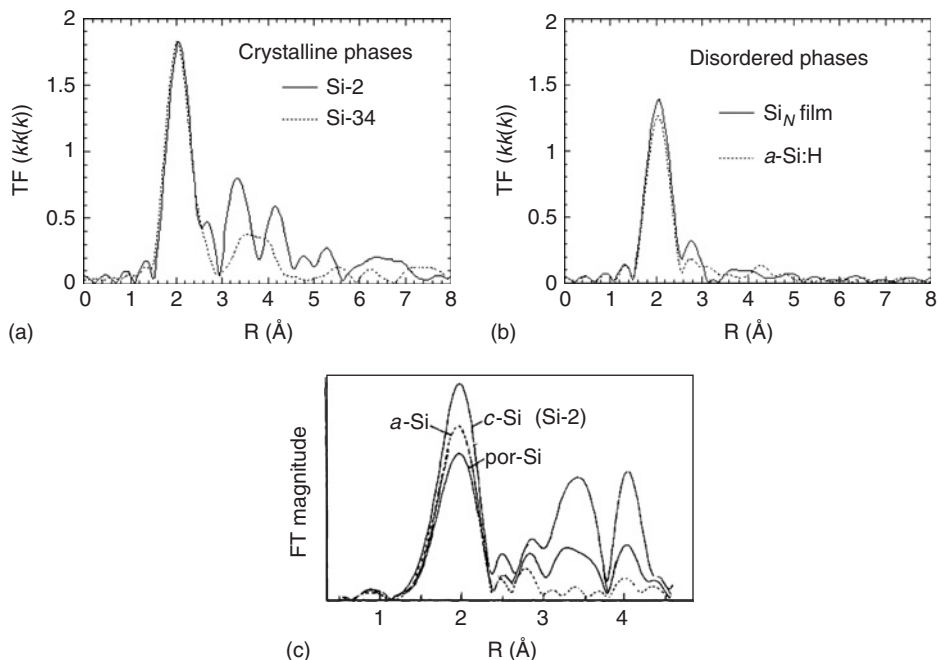 2
1.5
1
0.5
0
TF (kk(k))
Crystalline phases
Si-2
Si-34
0 1 2 3 4 5 6 7 8
R (Å)
(a)
2
1.5
1
0.5
0
TF (kk(k))
Disordered phases
Si_N film
a-Si:H
0 1 2 3 4 5 6 7 8
R (Å)
(b)
FT magnitude
a-Si
c-Si (Si-2)
por-Si
1 2 3 4
R (Å)
(c)